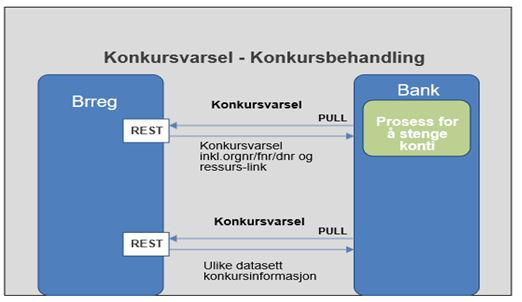 Konkursvarsel - Konkursbehandling
Brreg
Bank
Konkursvarsel
PULL
REST
Prosess for
å stenge
konti
Konkursvarsel
inkl.orgnr/fnr/dnr og
ressurs-link
Konkursvarsel
PULL
REST
Ulike datasett
konkursinformasjon